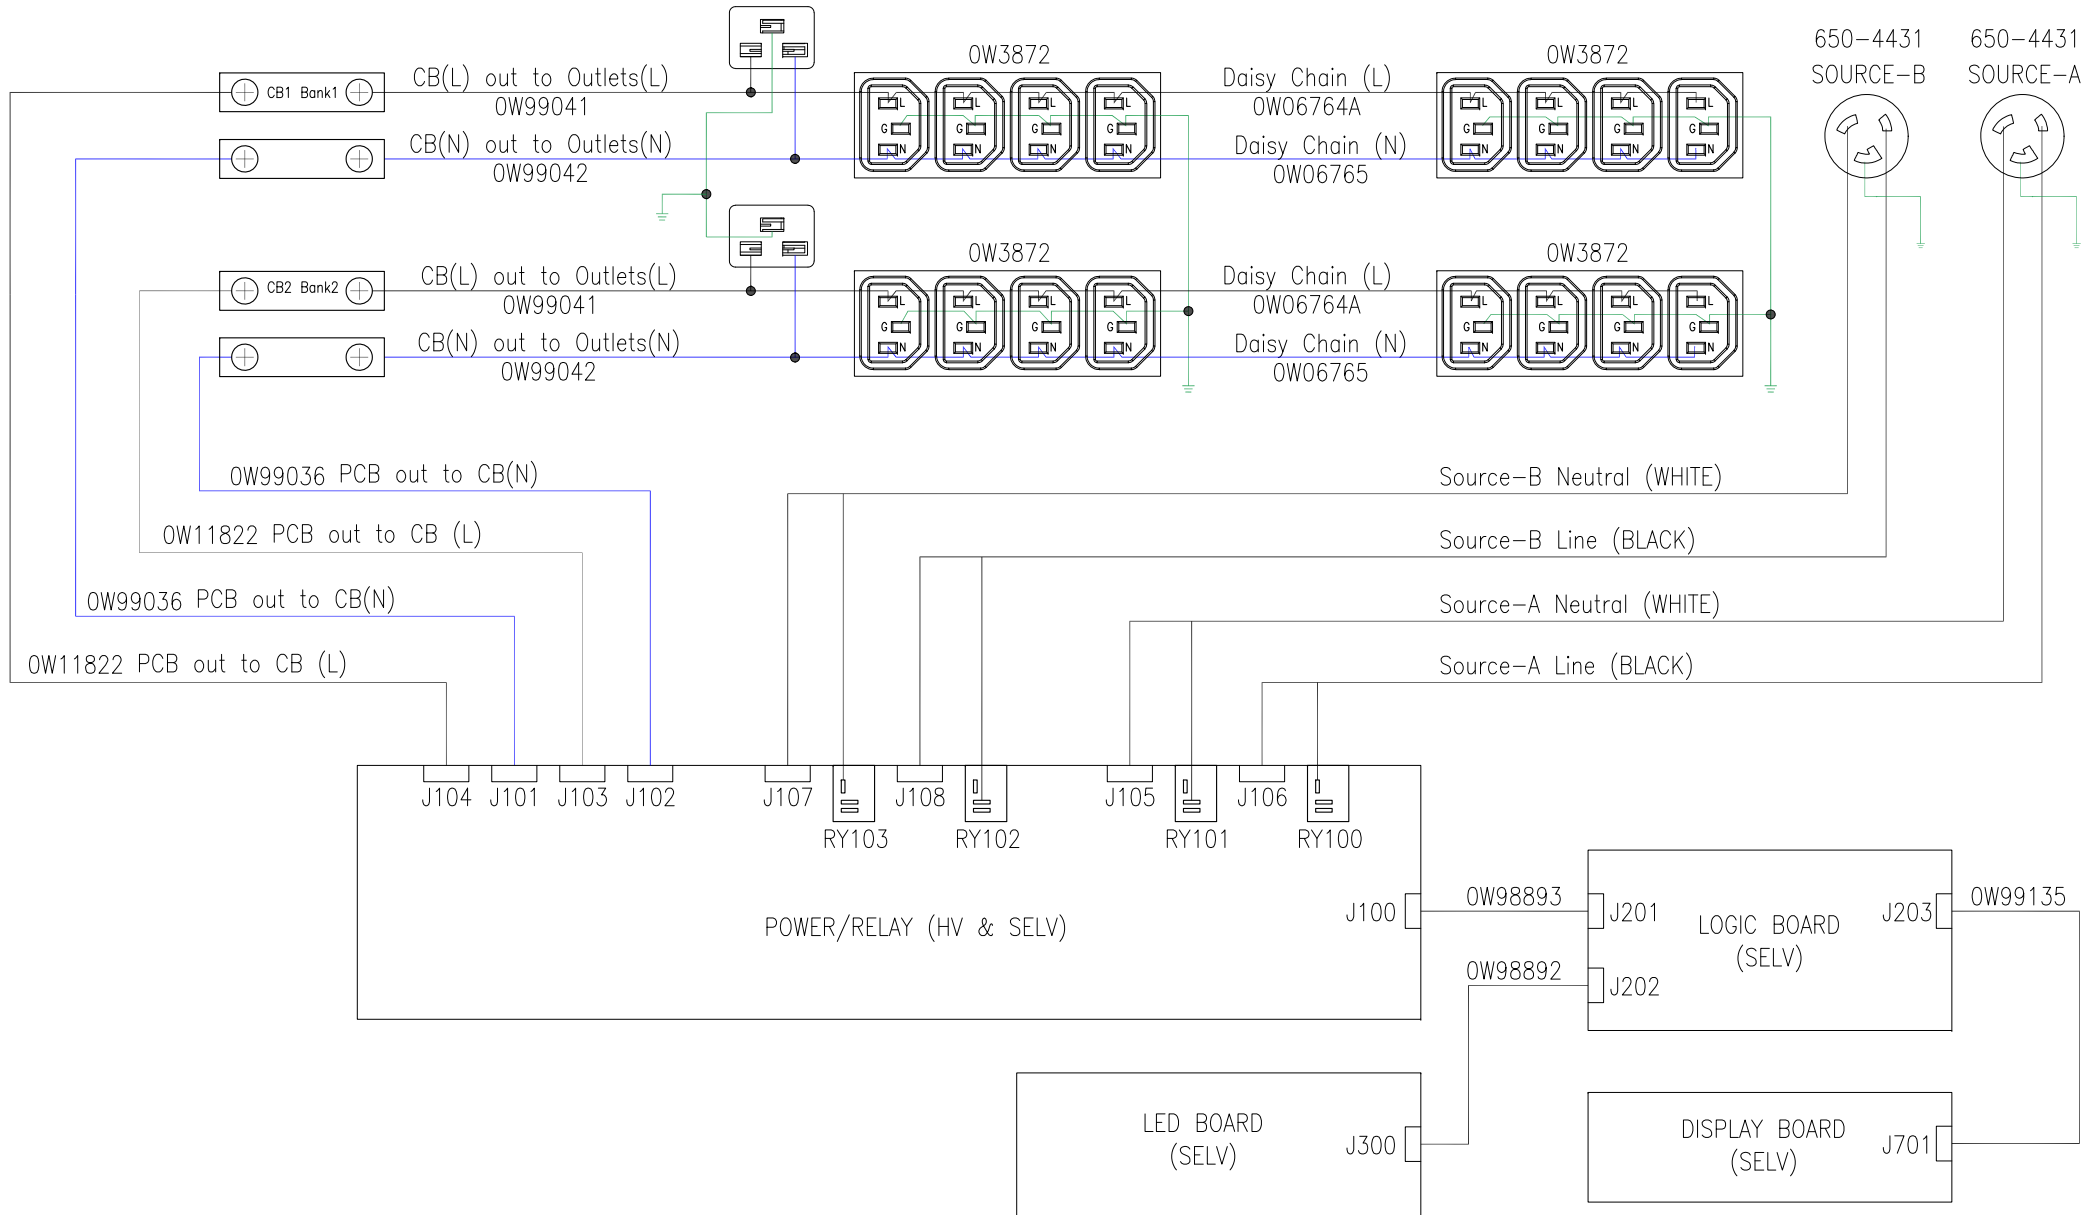 650-4431 650-4431
SOURCE-B SOURCE-A
0W3872 0W3872
CB1 Bank1
CB(L) out to Outlets(L)
0W99041
Daisy Chain (L)
0W06764A
L L L L L L L L
G G G G G G G G
N N N N N N N N
CB(N) out to Outlets(N)
0W99042
Daisy Chain (N)
0W06765
0W3872 0W3872
CB2 Bank2
CB(L) out to Outlets(L)
0W99041
Daisy Chain (L)
0W06764A
L L L L L L L L
G G G G G G G G
N N N N N N N N
CB(N) out to Outlets(N)
0W99042
Daisy Chain (N)
0W06765
0W99036 PCB out to CB(N)
Source-B Neutral (WHITE)
0W11822 PCB out to CB (L)
Source-B Line (BLACK)
0W99036 PCB out to CB(N)
Source-A Neutral (WHITE)
0W11822 PCB out to CB (L)
Source-A Line (BLACK)
J104 J101 J103 J102 J107 J108 J105 J106
RY103 RY102 RY101 RY100
POWER/RELAY (HV & SELV)
J100
0W98893
J201
LOGIC BOARD
(SELV)
J203
0W99135
0W98892
J202
LED BOARD
(SELV)
J300
DISPLAY BOARD
(SELV)
J701